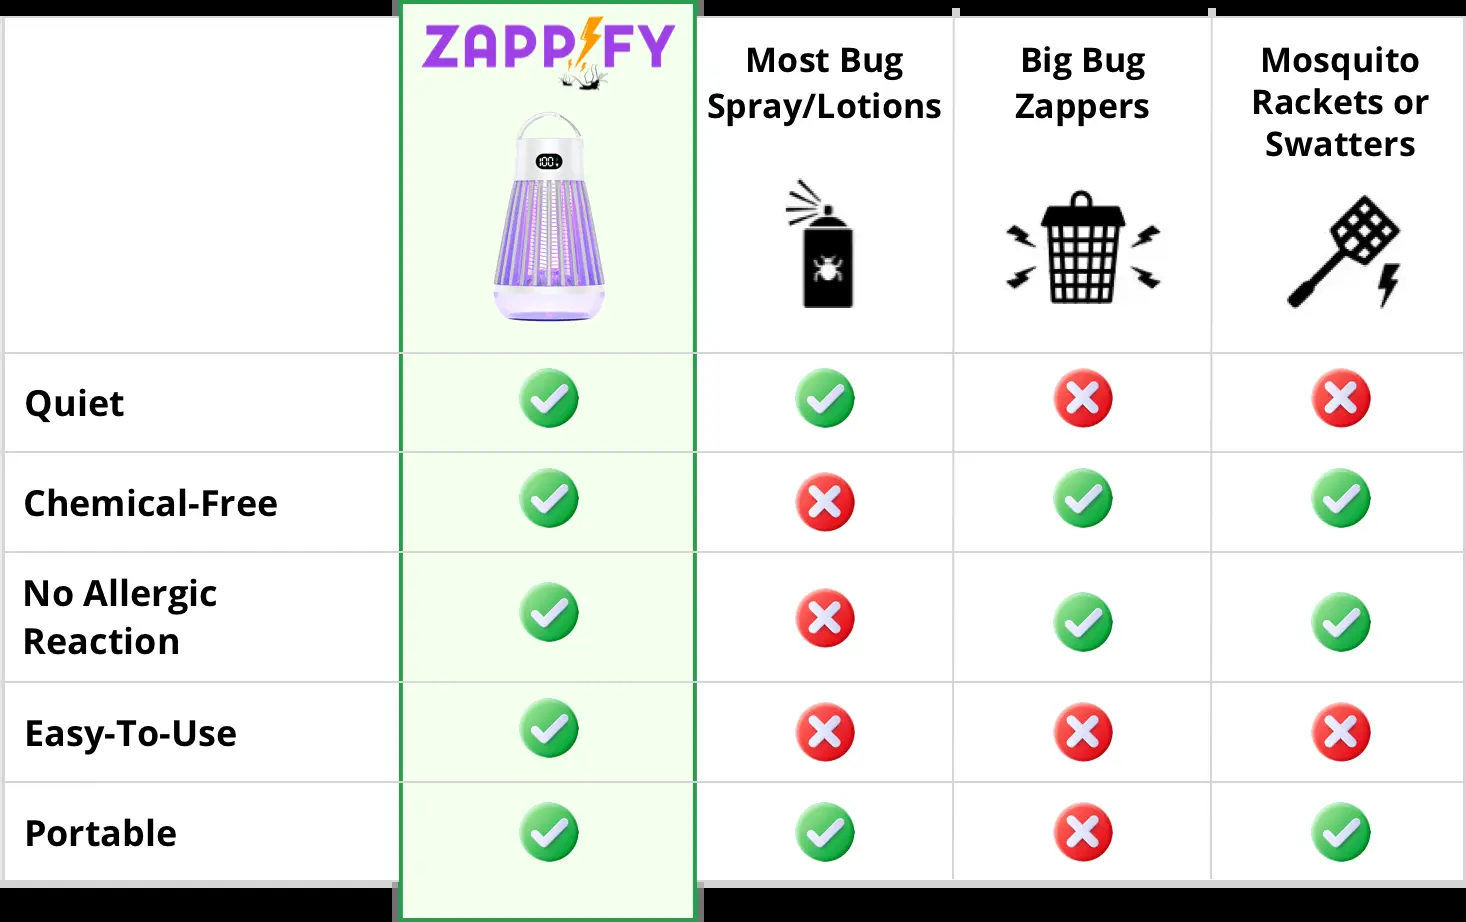 ZAPPIFY
Most Bug
Spray/Lotions
Big Bug
Zappers
Mosquito
Rackets or
Swatters
100
Quiet
Chemical-Free
No Allergic
Reaction
Easy-To-Use
Portable